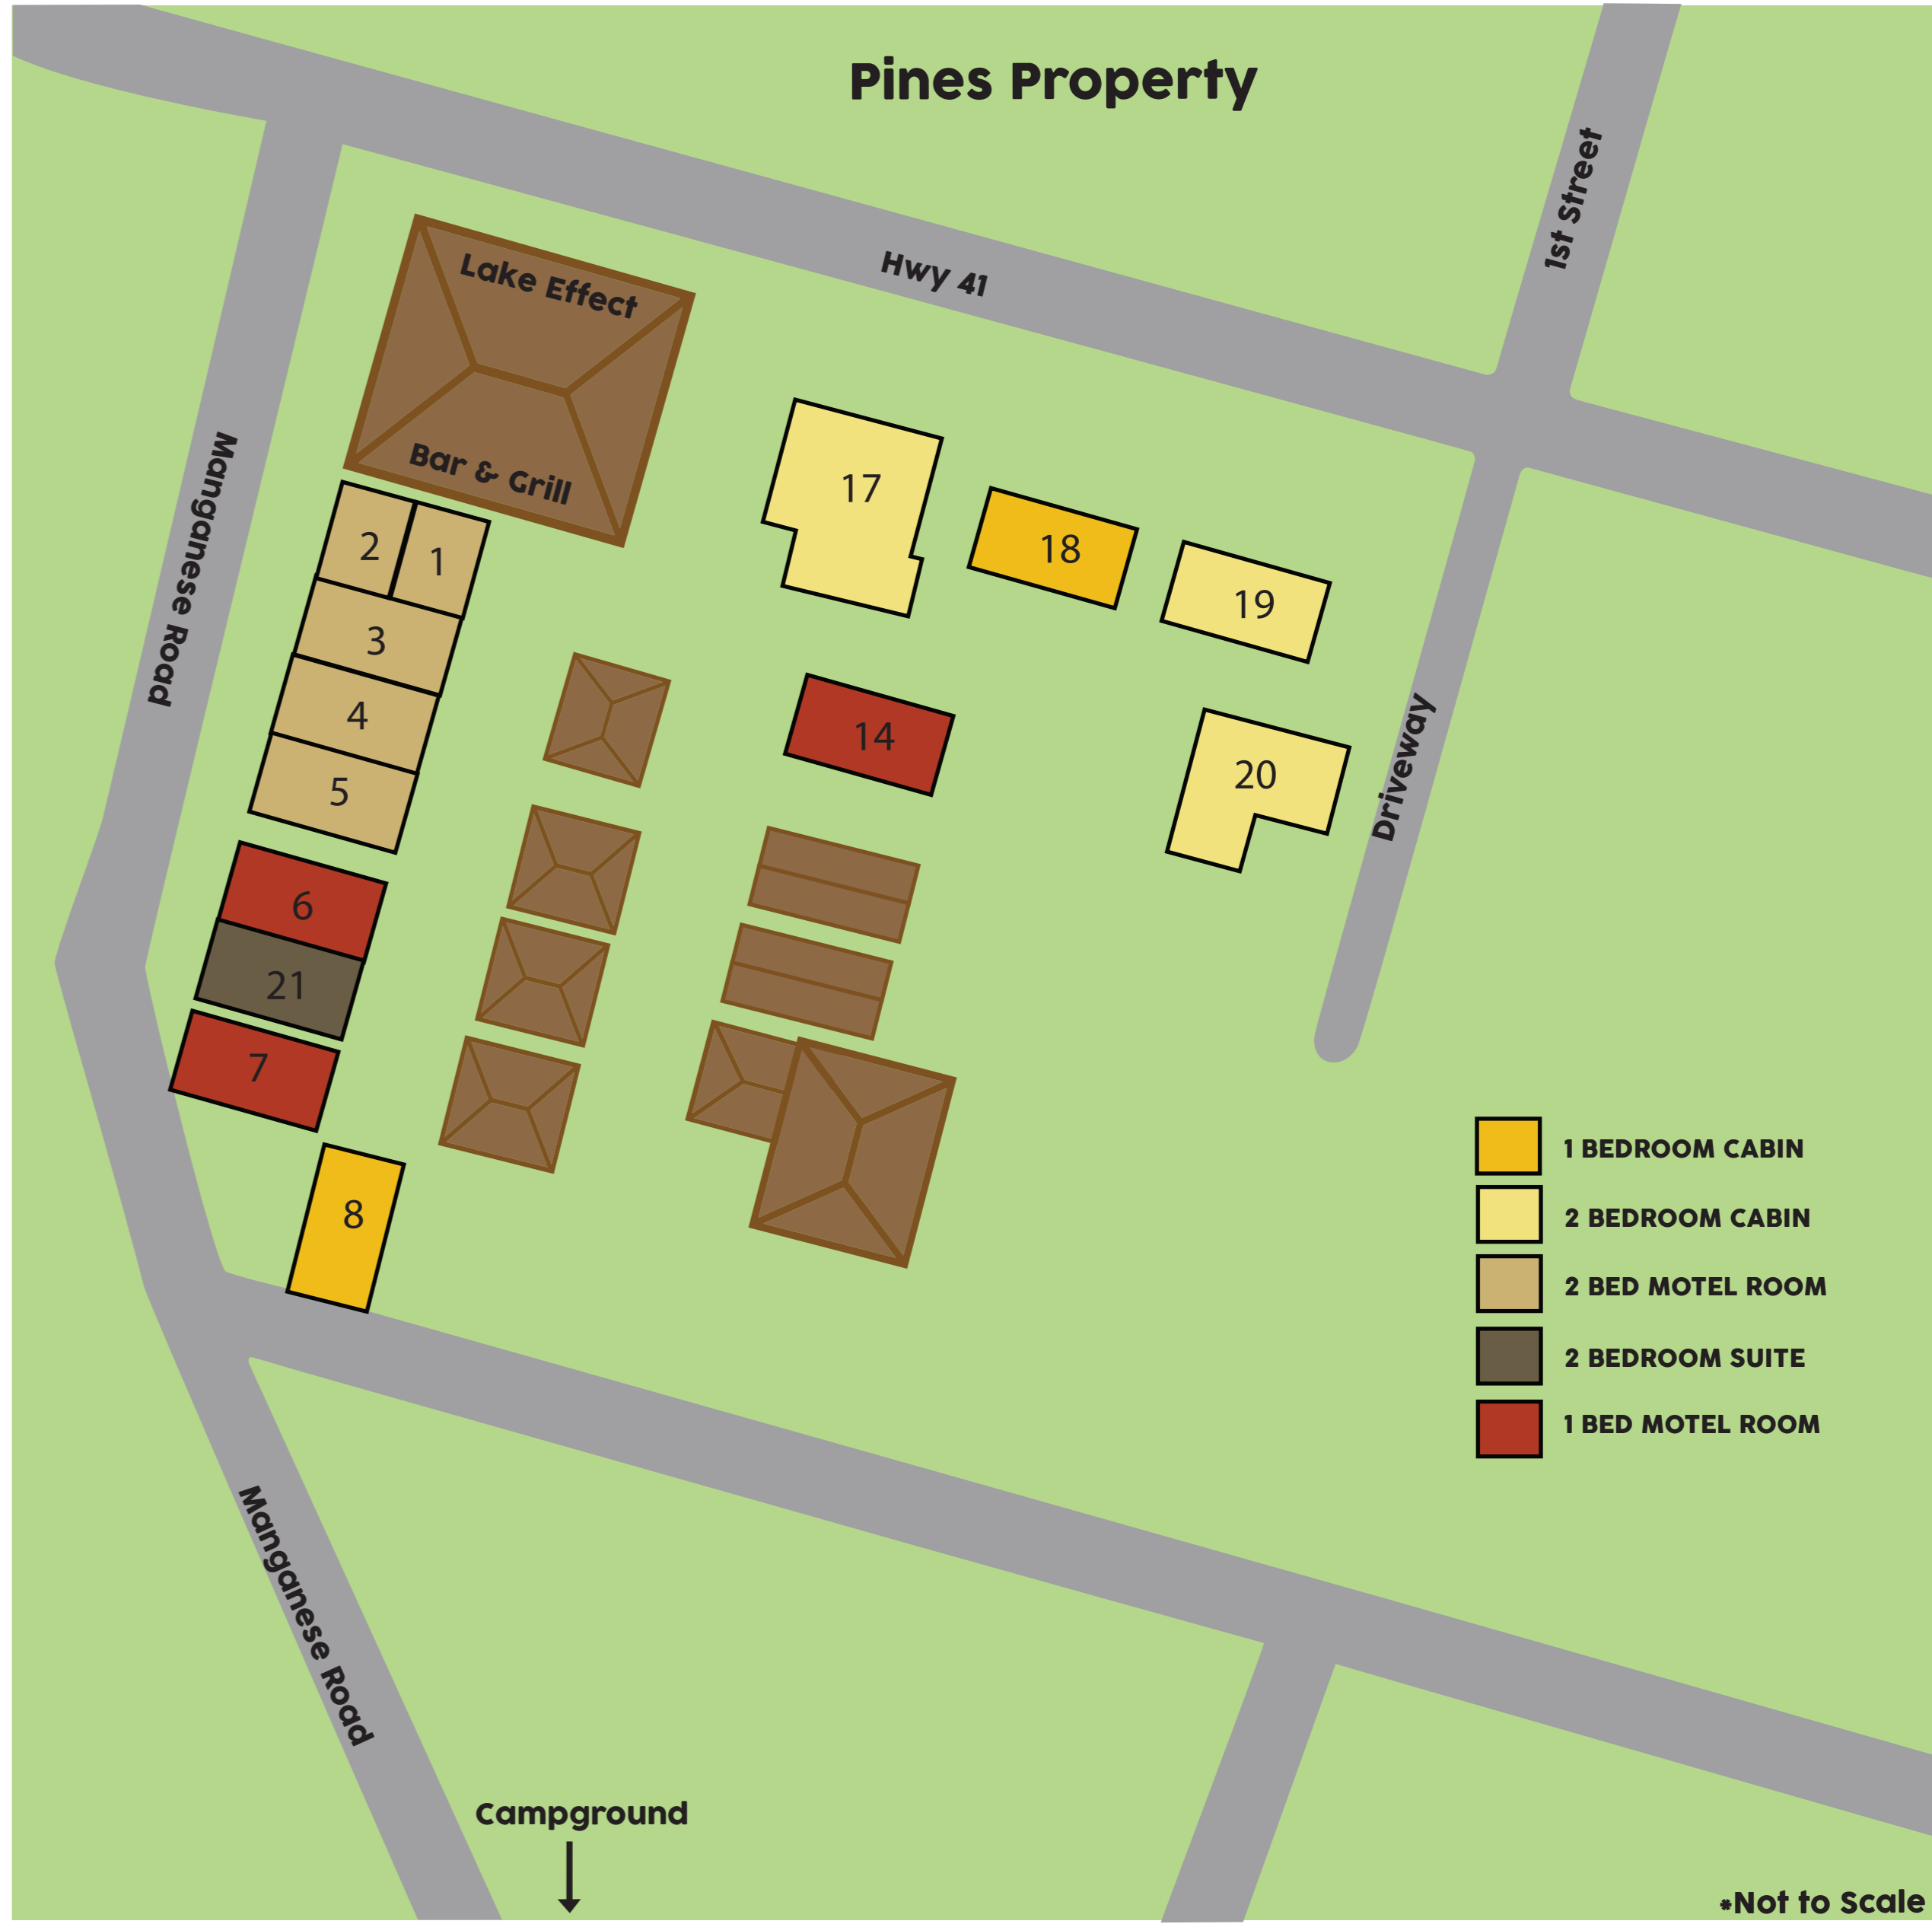 Pines Property
1st Street
Hwy 41
Lake Effect
Bar & Grill
Manganese Road
2
1
3
4
5
6
21
7
8
17
18
19
14
20
Driveway
1 BEDROOM CABIN
2 BEDROOM CABIN
2 BED MOTEL ROOM
2 BEDROOM SUITE
1 BED MOTEL ROOM
Manganese Road
Campground
*Not to Scale